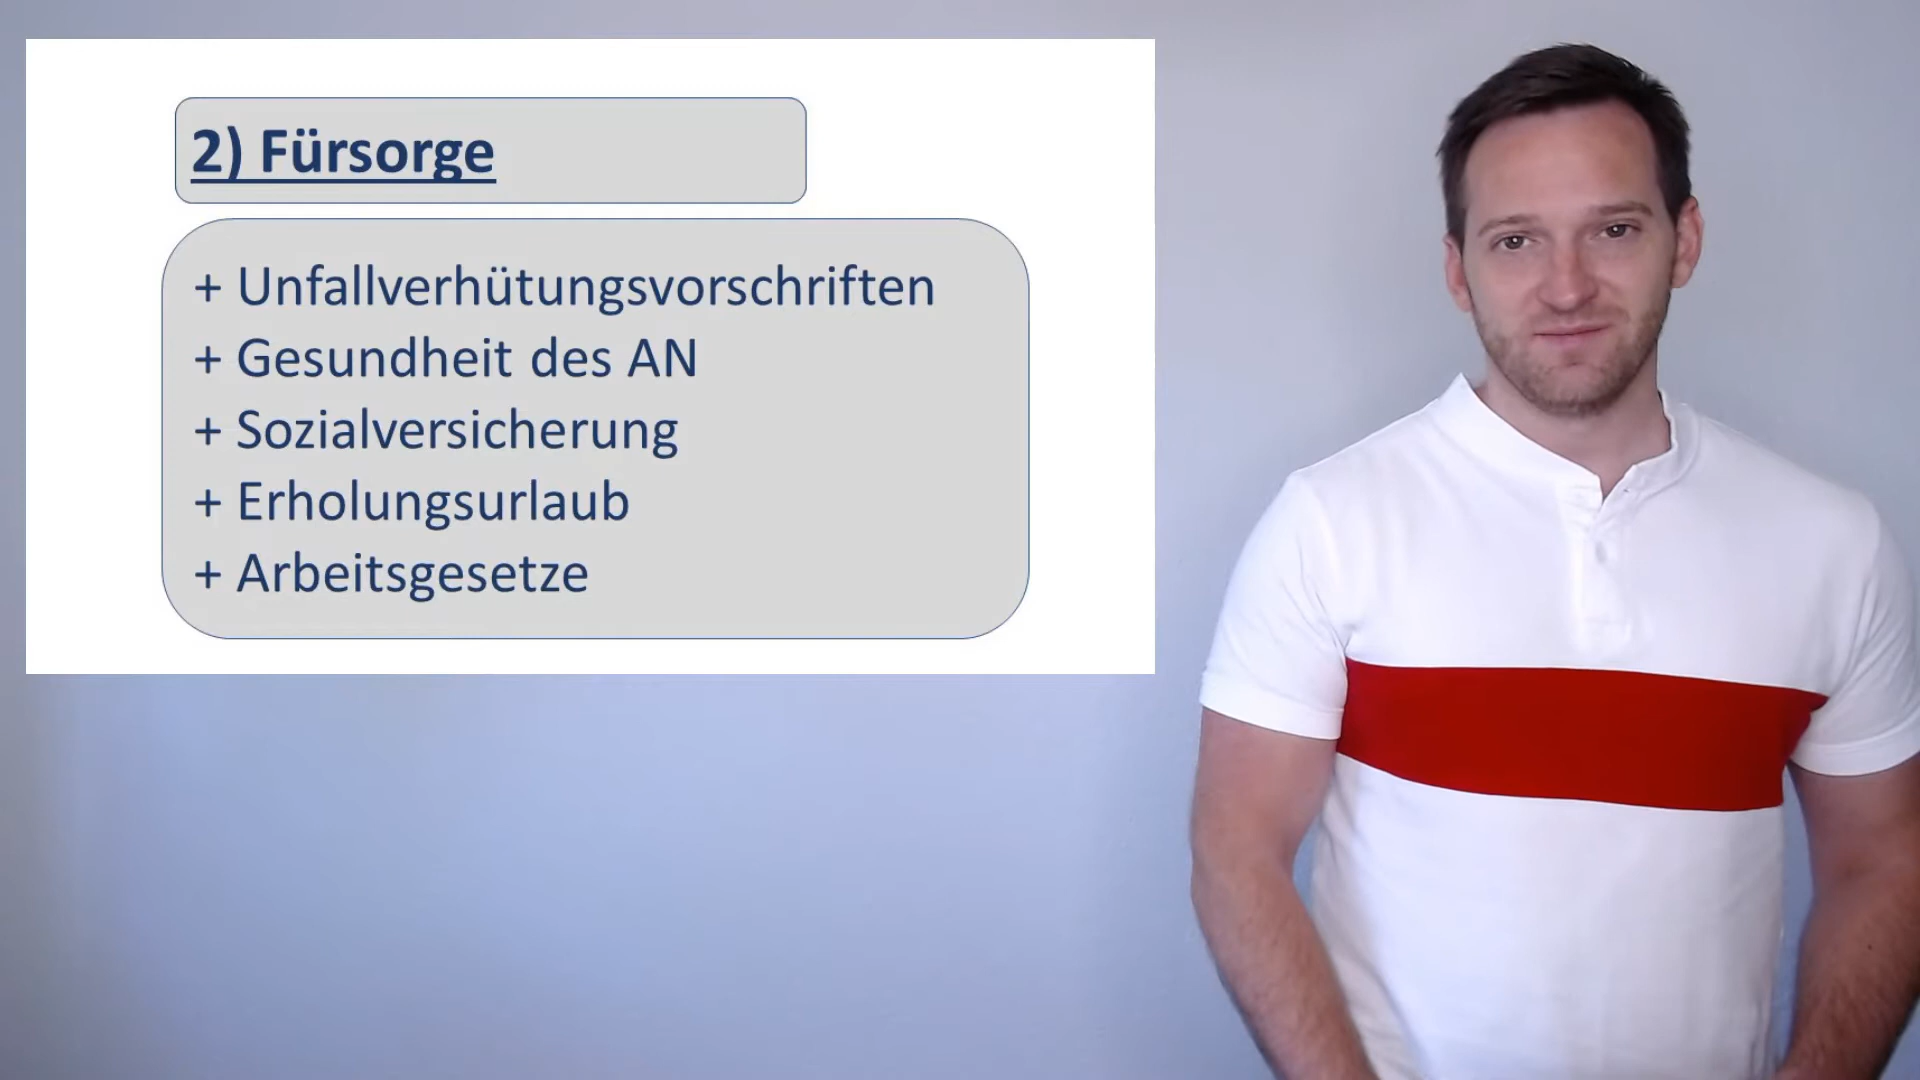 2) Fürsorge
+ Unfallverhütungsvorschriften
+ Gesundheit des AN
+ Sozialversicherung
+ Erholungsurlaub
+ Arbeitsgesetze